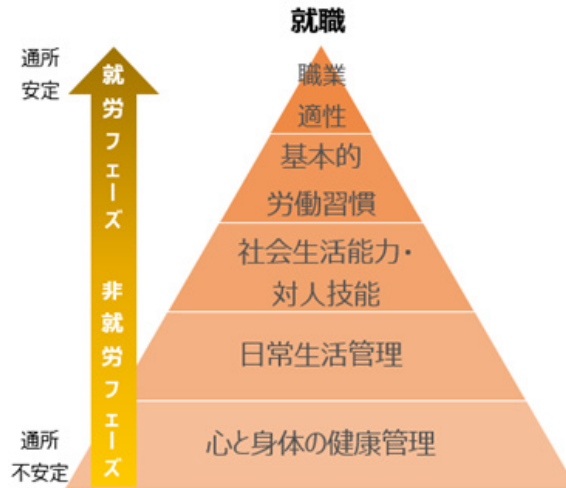 就職
通所
安定
就労フェーズ
非就労フェーズ
職業
適性
基本的
労働習慣
社会生活能力・
対人技能
日常生活管理
心と身体の健康管理
通所
不安定